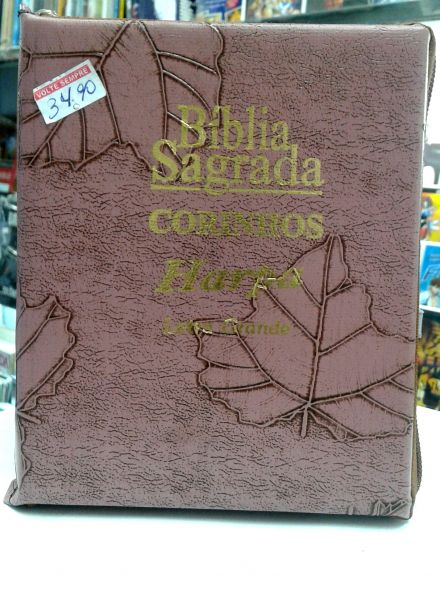 VOLTE SEMPRE
34,90
Bíblia
Sagrada
CORINHOS
Harpa
Letra Grande